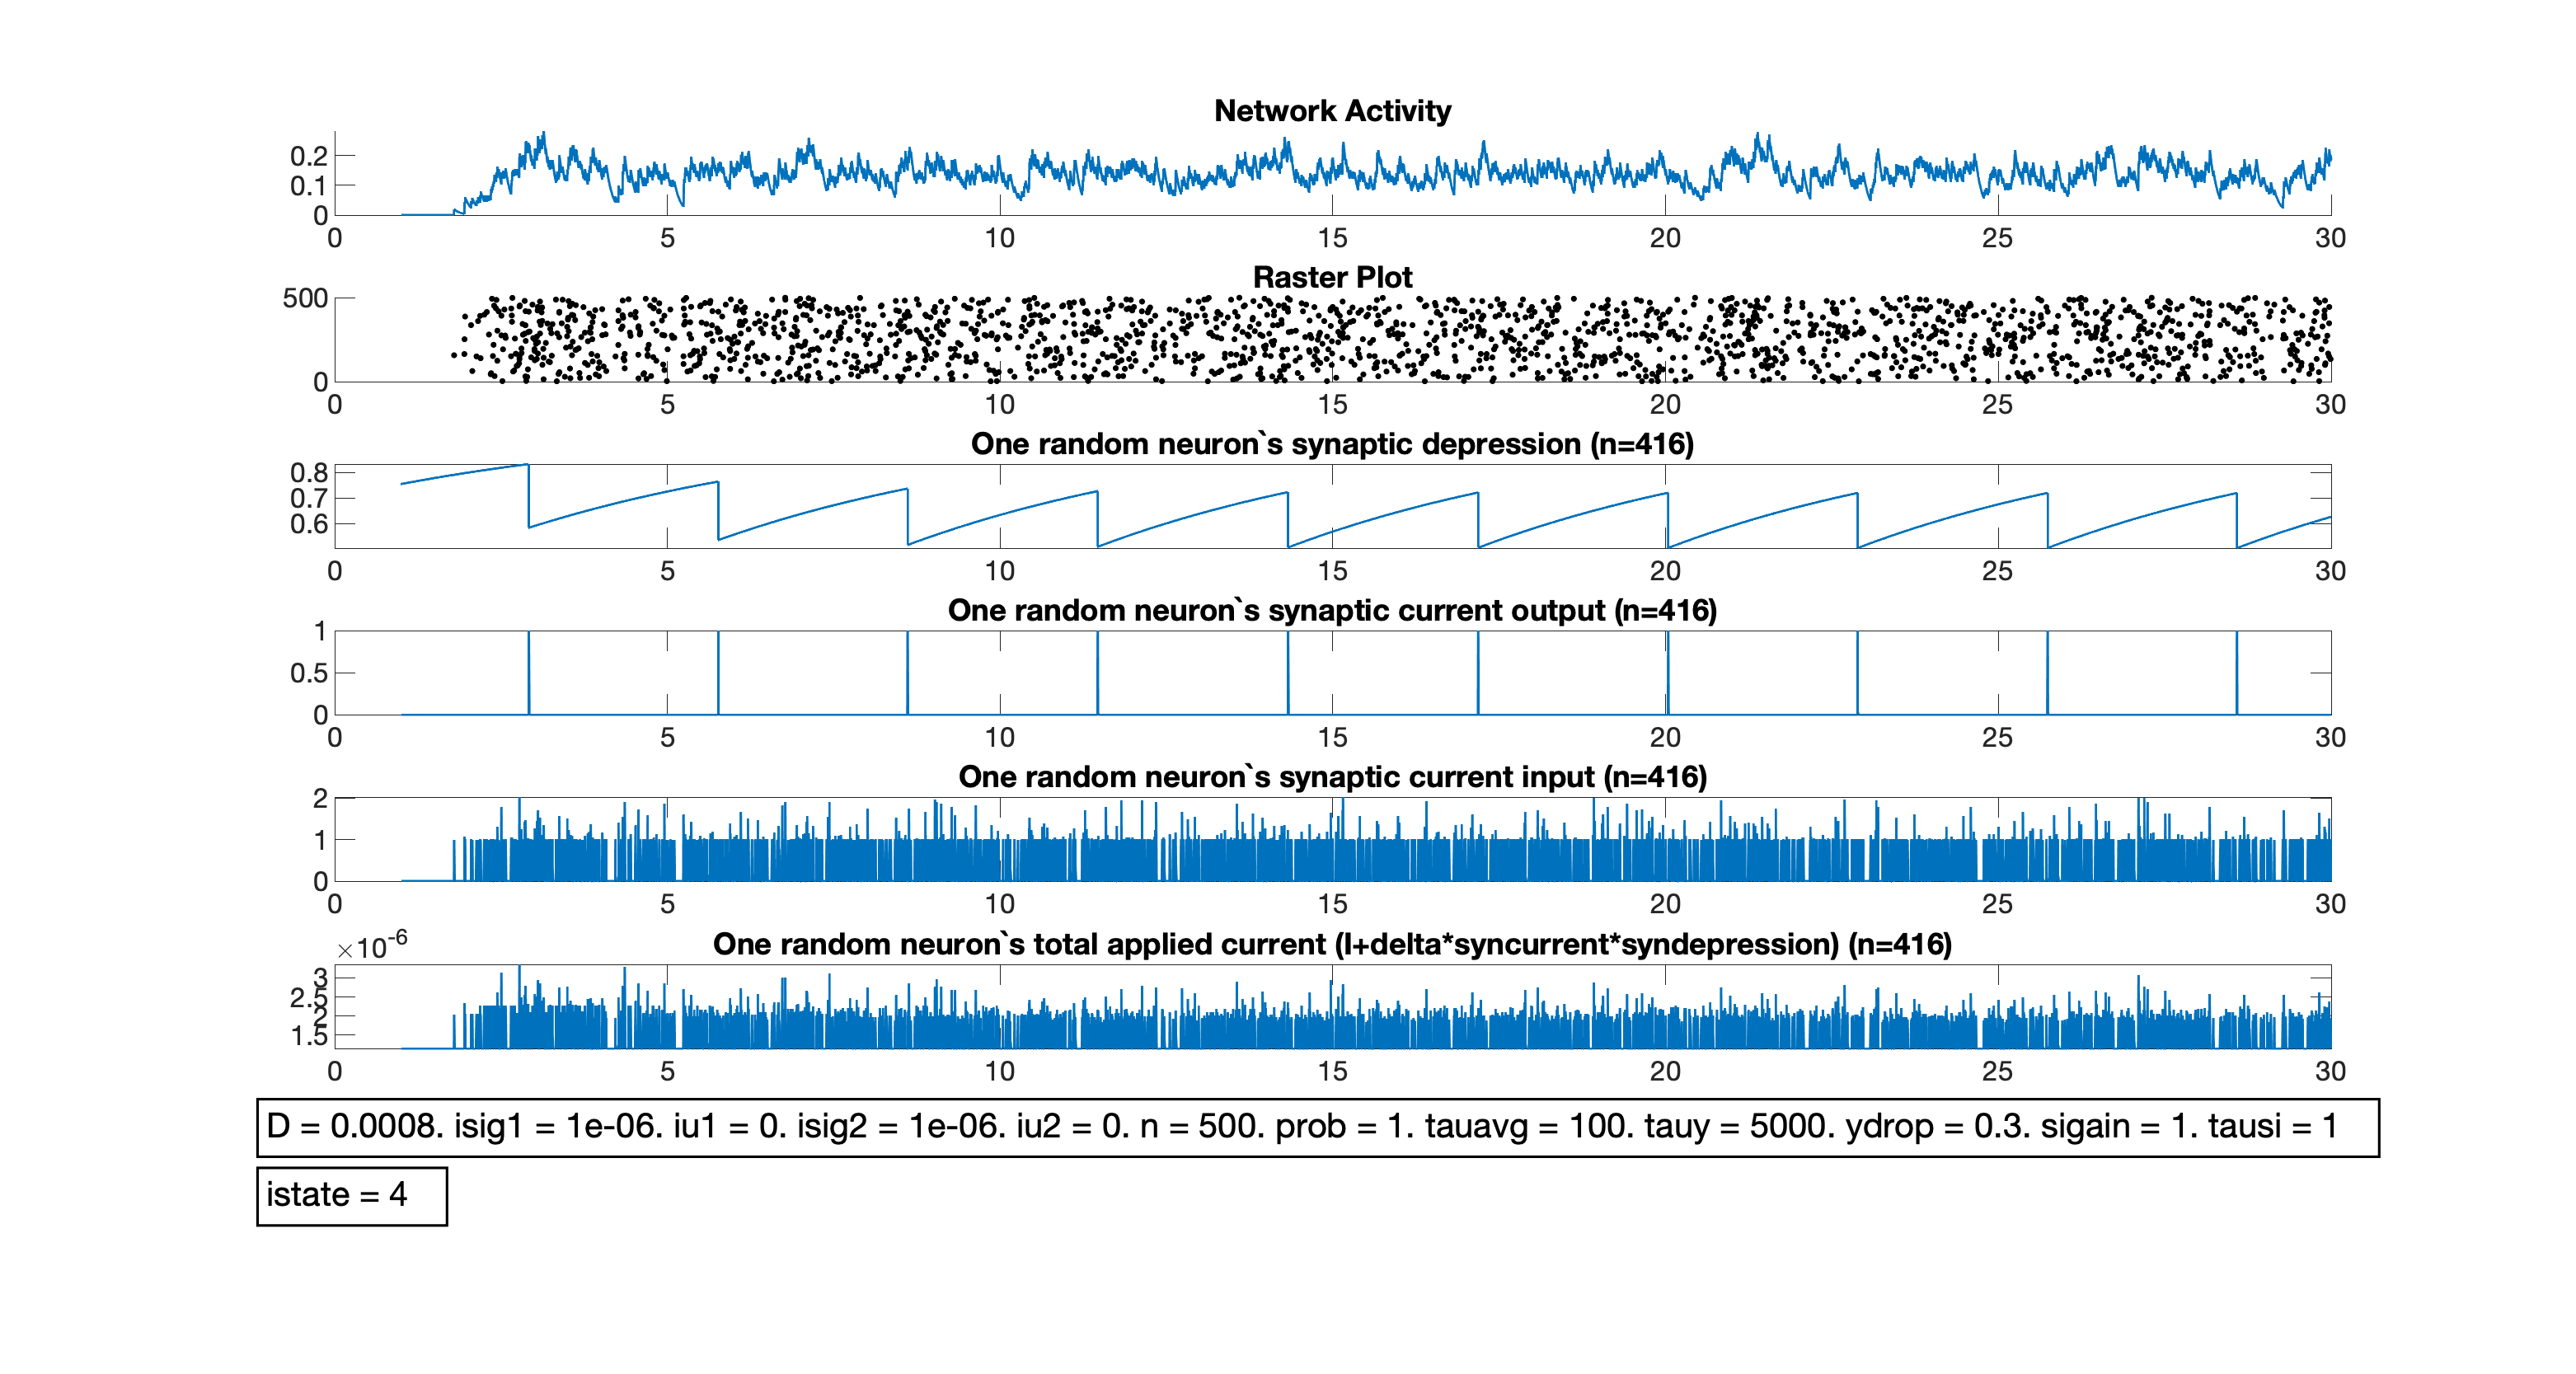 Network Activity
0.2
0.1
0
0 5 10 15 20 25 30
Raster Plot
500
0
0 5 10 15 20 25 30
One random neuron`s synaptic depression (n=416)
0.8
0.7
0.6
0 5 10 15 20 25 30
One random neuron`s synaptic current output (n=416)
1
0.5
0
0 5 10 15 20 25 30
One random neuron`s synaptic current input (n=416)
2
1
0
0 5 10 15 20 25 30
×10-6
One random neuron`s total applied current (I+delta*syncurrent*syndepression) (n=416)
3
2.5
2
1.5
0 5 10 15 20 25 30
D = 0.0008. isig1 = 1e-06. iu1 = 0. isig2 = 1e-06. iu2 = 0. n = 500. prob = 1. tauavg = 100. tauy = 5000. ydrop = 0.3. sigain = 1. tausi = 1
istate = 4